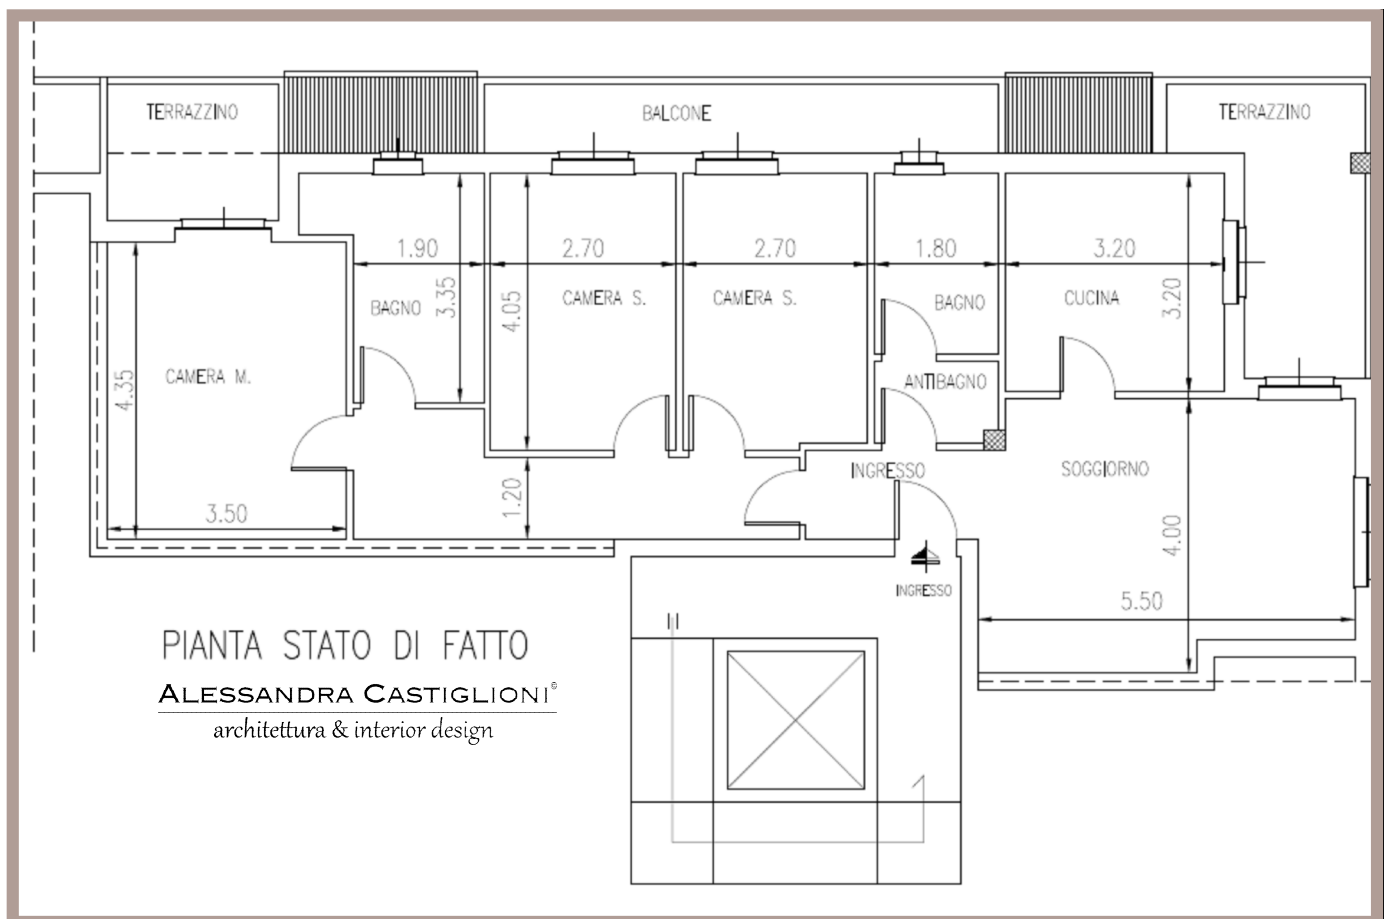 TERRAZZINO
BALCONE
TERRAZZINO
1.90
2.70
2.70
1.80
3.20
3.35
4.05
3.20
BAGNO
CAMERA S.
CAMERA S.
BAGNO
CUCINA
4.35
CAMERA M.
ANTIBAGNO
INGRESSO
SOGGIORNO
3.50
1.20
4.00
INGRESSO
5.50
PIANTA STATO DI FATTO
ALESSANDRA CASTIGLIONI©
architettura & interior design